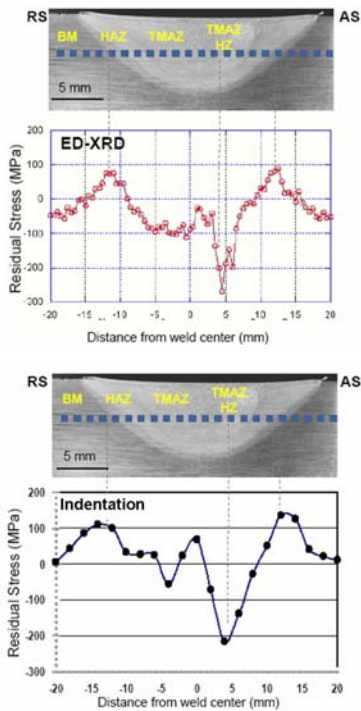 RS AS
BM HAZ TMAZ TMAZ
HZ
5 mm
200
ED-XRD
100
0
-100
-200
-300
Residual Stress (MPa)
-20 -15 -10 -5 0 5 10 15 20
Distance from weld center (mm)
RS AS
BM HAZ TMAZ TMAZ
HZ
5 mm
200
Indentation
100
0
-100
-200
-300
Residual Stress (MPa)
-20 -15 -10 -5 0 5 10 15 20
Distance from weld center (mm)